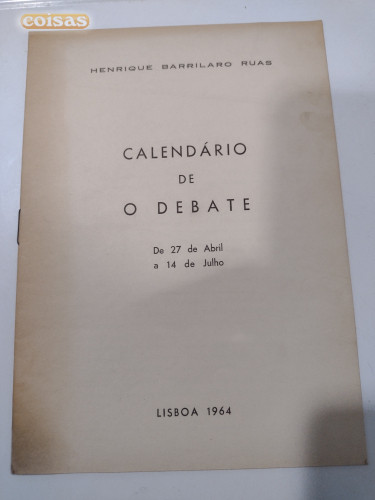 coisas
HENRIQUE BARRILARO RUAS
CALENDÁRIO
DE
O DEBATE
De 27 de Abril
a 14 de Julho
LISBOA 1964